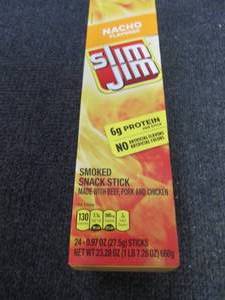 NACHO
FLAVORED
slim
jim
6g PROTEIN
PER STICK
NO ARTIFICIAL FLAVORS
ARTIFICIAL COLORS
SMOKED
SNACK STICK
MADE WITH BEEF, PORK AND CHICKEN
130
24 - 0.97 OZ (27.5g) STICKS
NET WT 23.28 OZ (1 LB 7.28 OZ) 660g